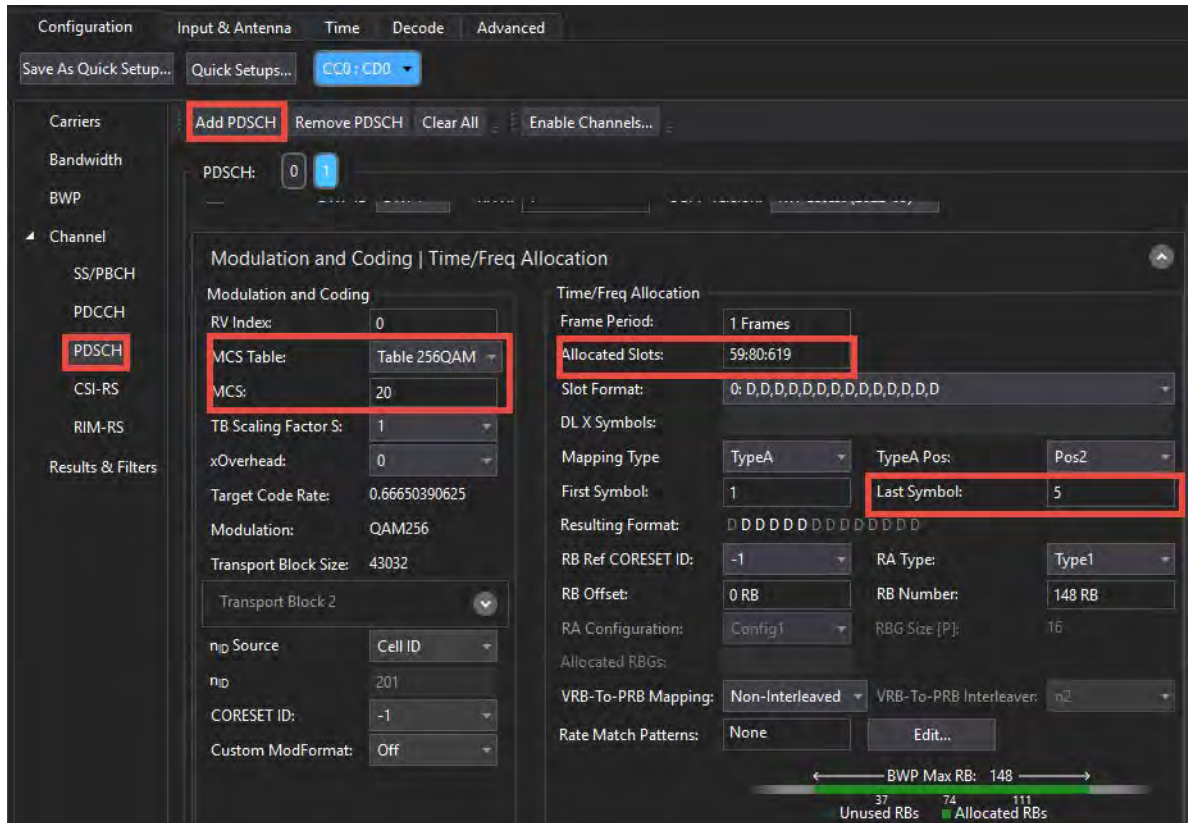 Configuration Input & Antenna Time Decode Advanced
Save As Quick Setup... Quick Setups... CC0 : CD0
Carriers
Bandwidth
BWP
Channel
SS/PBCH
PDCCH
PDSCH
CSI-RS
RIM-RS
Results & Filters
Add PDSCH Remove PDSCH Clear All Enable Channels...
PDSCH: 0 1
Modulation and Coding | Time/Freq Allocation
Modulation and Coding
RV Index: 0
MCS Table: Table 256QAM
MCS: 20
TB Scaling Factor S: 1
xOverhead: 0
Target Code Rate: 0.66650390625
Modulation: QAM256
Transport Block Size: 43032
Transport Block 2
nID Source Cell ID
nID 201
CORESET ID: -1
Custom ModFormat: Off
Time/Freq Allocation
Frame Period: 1 Frames
Allocated Slots: 59:80:619
Slot Format: 0: D,D,D,D,D,D,D,D,D,D,D,D,D,D
DL X Symbols:
Mapping Type TypeA TypeA Pos: Pos2
First Symbol: 1 Last Symbol: 5
Resulting Format: D D D D D D D D D D D D D D
RB Ref CORESET ID: -1 RA Type: Type1
RB Offset: 0 RB RB Number: 148 RB
RA Configuration: Config1 RBG Size [P]: 16
Allocated RBGs:
VRB-To-PRB Mapping: Non-Interleaved VRB-To-PRB Interleaver: n2
Rate Match Patterns: None Edit...
BWP Max RB: 148
37 74 111
Unused RBs Allocated RBs